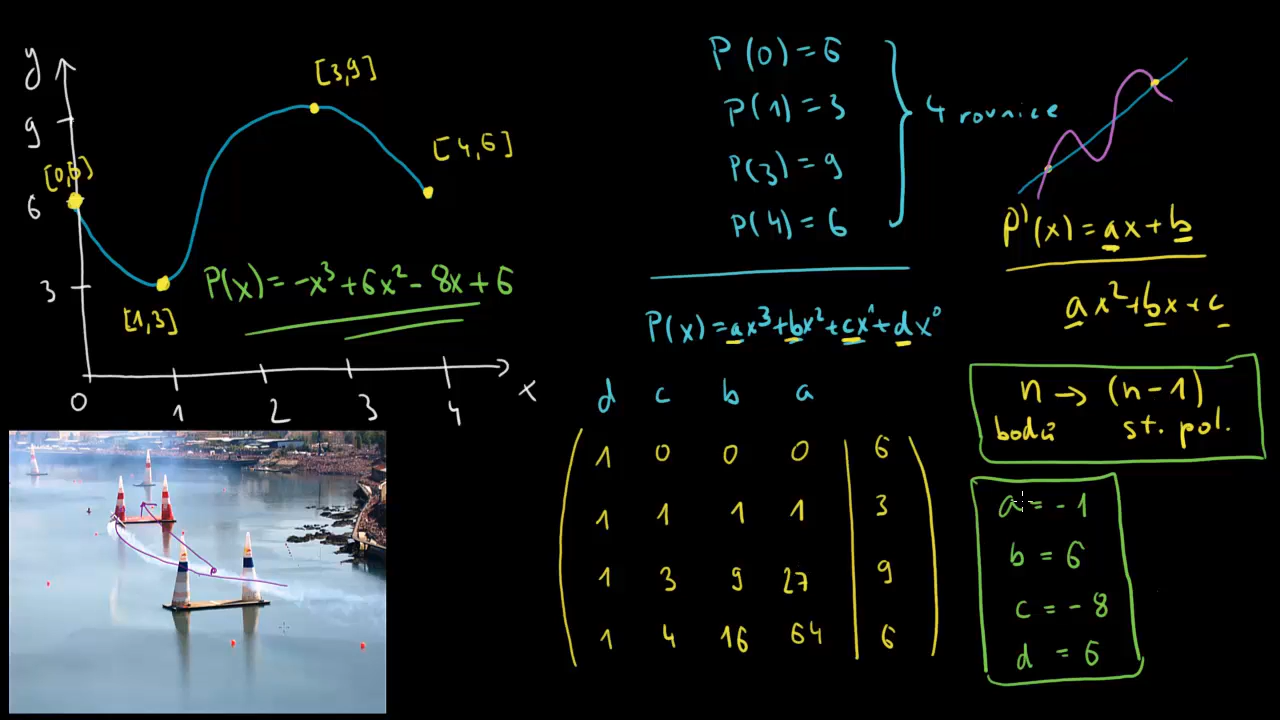 y
[3,9]
9
[4,6]
[0,6]
6
3
[1,3]
P(x)=-x³+6x²-8x+6
x
0 1 2 3 4
P(0)=6
P(1)=3
P(3)=9
P(4)=6
4 rovnice
P(x)=ax³+bx²+cx¹+dx⁰
d c b a
1 0 0 0 6
1 1 1 1 3
1 3 9 27 9
1 4 16 64 6
P'(x)=ax+b
ax²+bx+c
n → (n-1)
bodů st. pol.
a=-1
b=6
c=-8
d=6